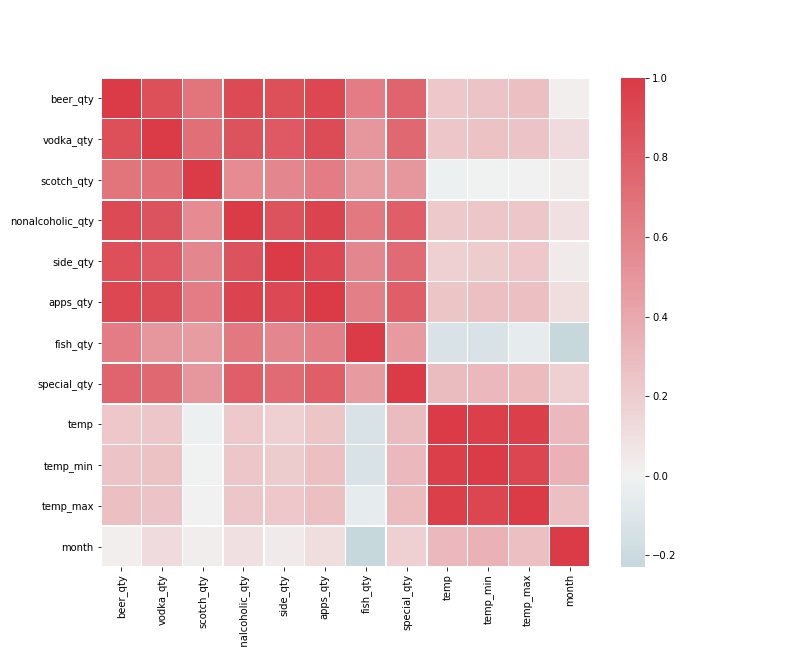 beer_qty
vodka_qty
scotch_qty
nonalcoholic_qty
side_qty
apps_qty
fish_qty
special_qty
temp
temp_min
temp_max
month
beer_qty
vodka_qty
scotch_qty
nalcoholic_qty
side_qty
apps_qty
fish_qty
special_qty
temp
temp_min
temp_max
month
1.0
0.8
0.6
0.4
0.2
0.0
−0.2